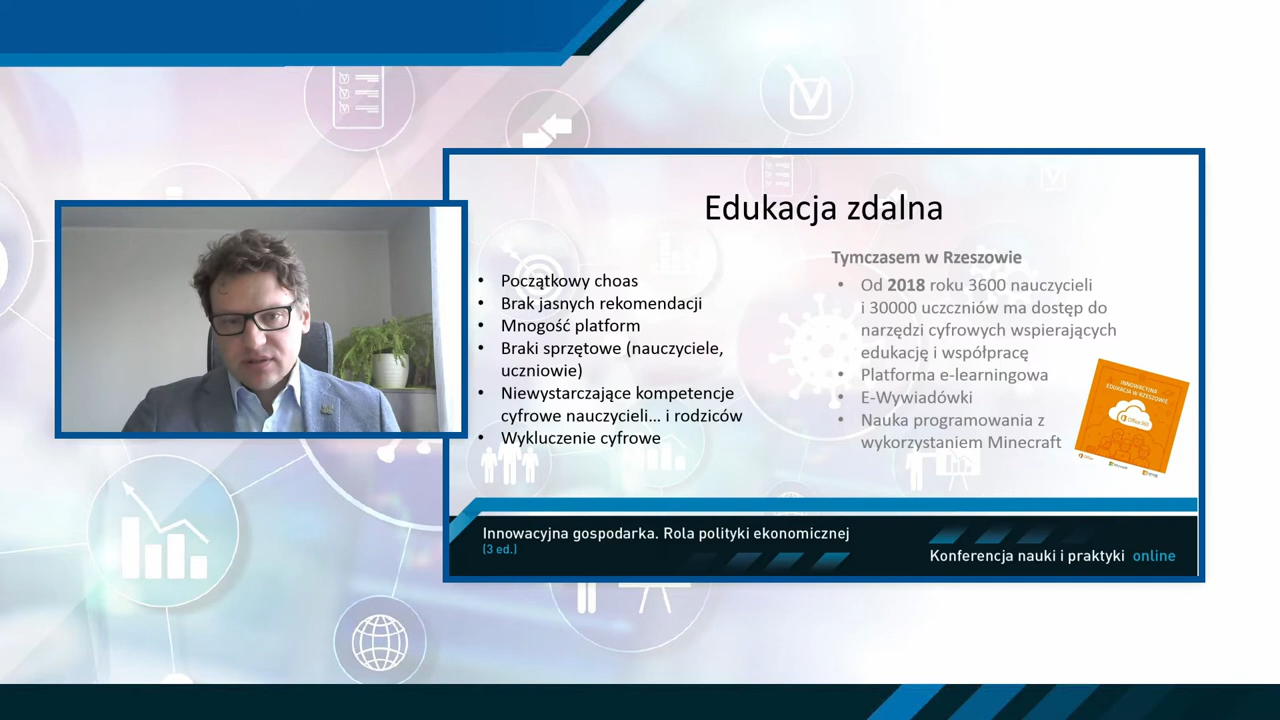 Edukacja zdalna
• Początkowy choas
• Brak jasnych rekomendacji
• Mnogość platform
• Braki sprzętowe (nauczyciele,
uczniowie)
• Niewystarczające kompetencje
cyfrowe nauczycieli... i rodziców
• Wykluczenie cyfrowe
Tymczasem w Rzeszowie
• Od 2018 roku 3600 nauczycieli
i 30000 uczczniów ma dostęp do
narzędzi cyfrowych wspierających
edukację i współpracę
• Platforma e-learningowa
• E-Wywiadówki
• Nauka programowania z
wykorzystaniem Minecraft
INNOWACYJNA
EDUKACJA W RZESZOWIE
Office 365
Innowacyjna gospodarka. Rola polityki ekonomicznej
(3 ed.)
Konferencja nauki i praktyki online